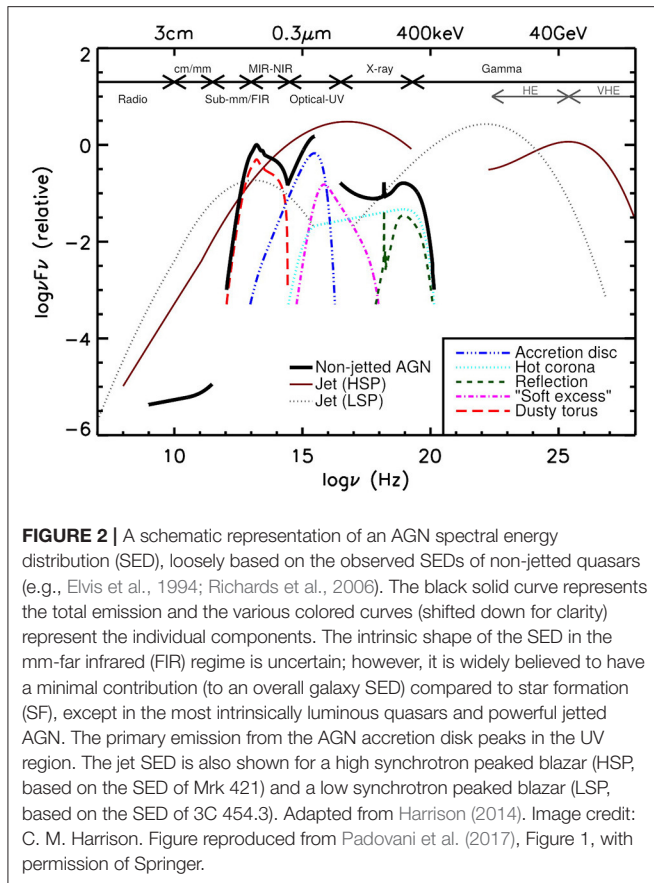 3cm 0.3μm 400keV 40GeV
cm/mm MIR-NIR X-ray Gamma
Radio Sub-mm/FIR Optical-UV HE VHE
2
0
-2
-4
-6
logνFν (relative)
Non-jetted AGN
Jet (HSP)
Jet (LSP)
Accretion disc
Hot corona
Reflection
"Soft excess"
Dusty torus
10 15 20 25
logν (Hz)
FIGURE 2 | A schematic representation of an AGN spectral energy
distribution (SED), loosely based on the observed SEDs of non-jetted quasars
(e.g., Elvis et al., 1994; Richards et al., 2006). The black solid curve represents
the total emission and the various colored curves (shifted down for clarity)
represent the individual components. The intrinsic shape of the SED in the
mm-far infrared (FIR) regime is uncertain; however, it is widely believed to have
a minimal contribution (to an overall galaxy SED) compared to star formation
(SF), except in the most intrinsically luminous quasars and powerful jetted
AGN. The primary emission from the AGN accretion disk peaks in the UV
region. The jet SED is also shown for a high synchrotron peaked blazar (HSP,
based on the SED of Mrk 421) and a low synchrotron peaked blazar (LSP,
based on the SED of 3C 454.3). Adapted from Harrison (2014). Image credit:
C. M. Harrison. Figure reproduced from Padovani et al. (2017), Figure 1, with
permission of Springer.